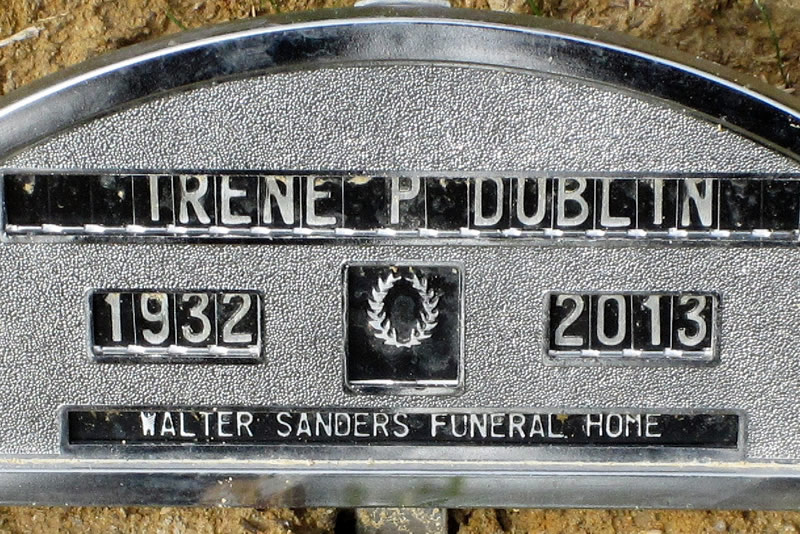 IRENE P DUBLIN
1932 2013
WALTER SANDERS FUNERAL HOME